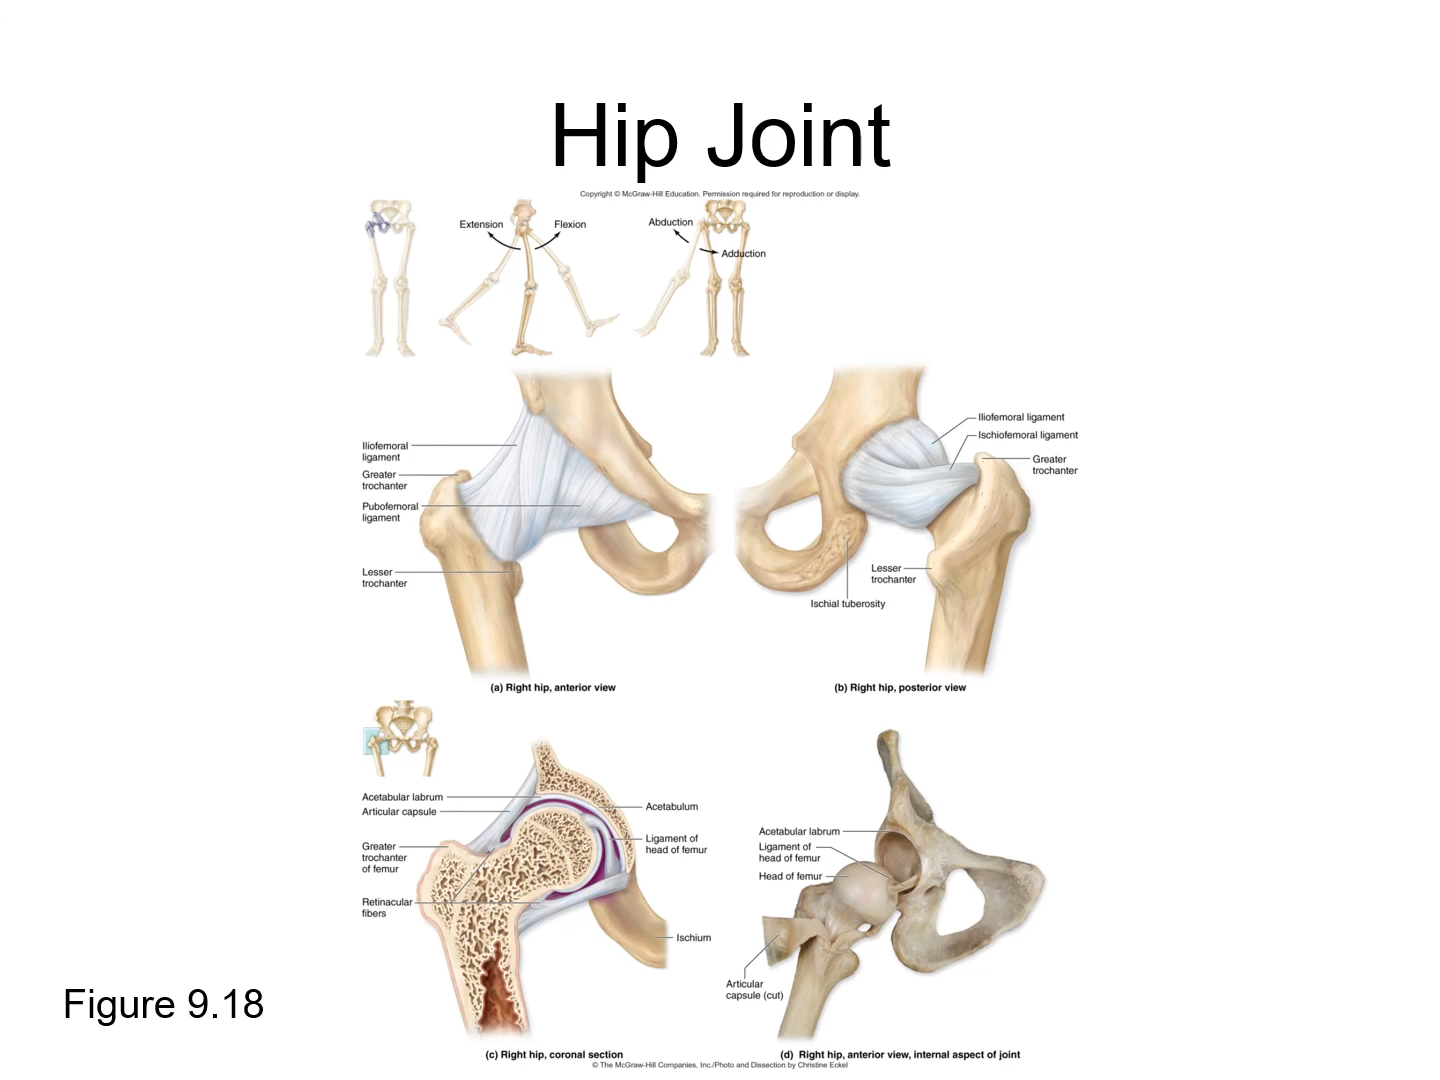 Hip Joint
Copyright © McGraw-Hill Education. Permission required for reproduction or display.
Extension
Flexion
Abduction
Adduction
Iliofemoral
ligament
Greater
trochanter
Pubofemoral
ligament
Lesser
trochanter
(a) Right hip, anterior view
Iliofemoral ligament
Ischiofemoral ligament
Greater
trochanter
Lesser
trochanter
Ischial tuberosity
(b) Right hip, posterior view
Acetabular labrum
Articular capsule
Greater
trochanter
of femur
Retinacular
fibers
Acetabulum
Ligament of
head of femur
Ischium
(c) Right hip, coronal section
Acetabular labrum
Ligament of
head of femur
Head of femur
Articular
capsule (cut)
(d) Right hip, anterior view, internal aspect of joint
© The McGraw-Hill Companies, Inc./Photo and Dissection by Christine Eckel
Figure 9.18